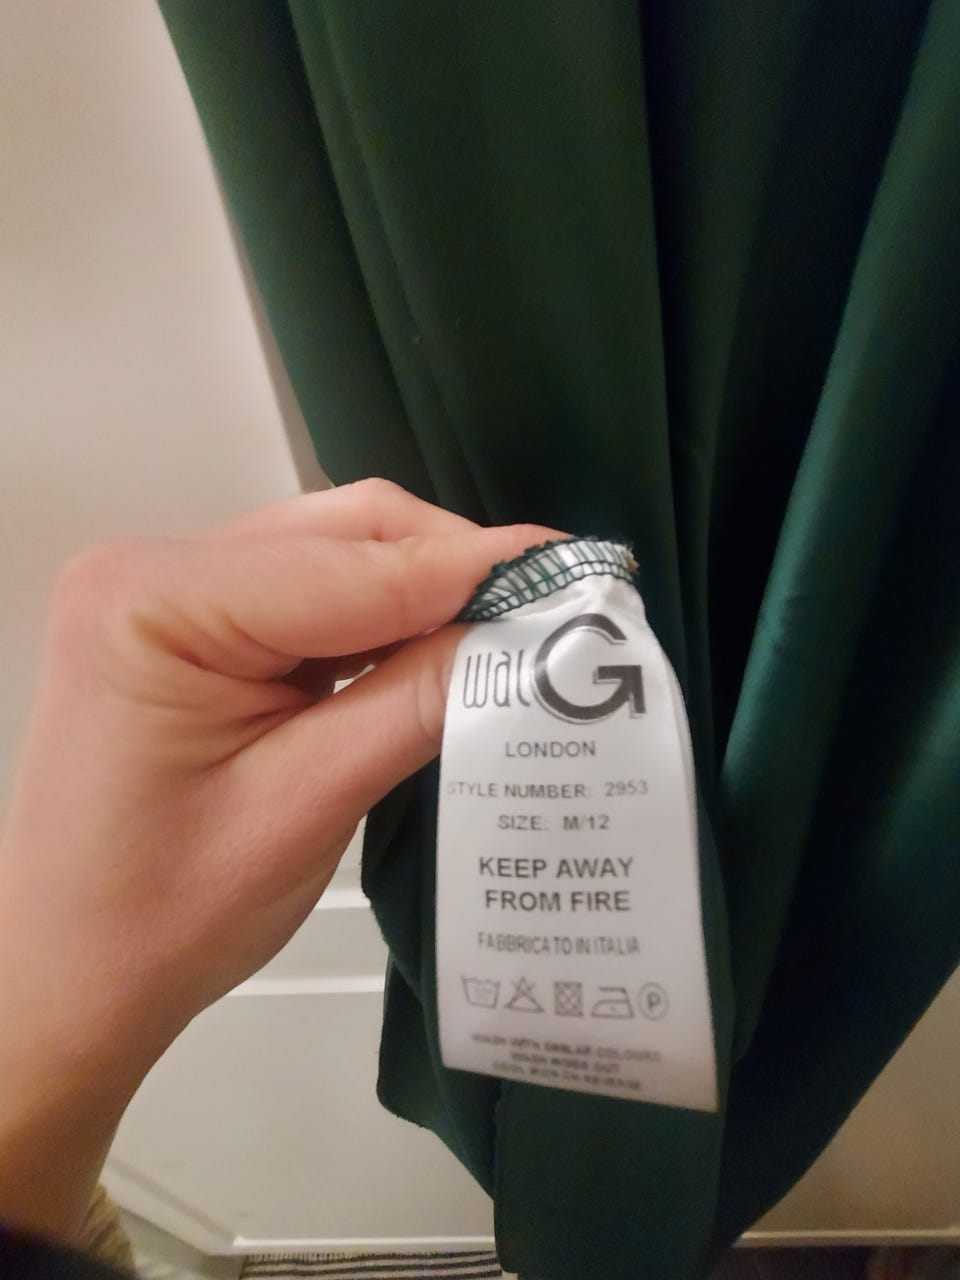 wal G
LONDON
STYLE NUMBER: 2953
SIZE: M/12
KEEP AWAY
FROM FIRE
FABBRICATO IN ITALIA
P
WASH WITH SIMILAR COLOURS
WASH INSIDE OUT
COOL IRON ON REVERSE